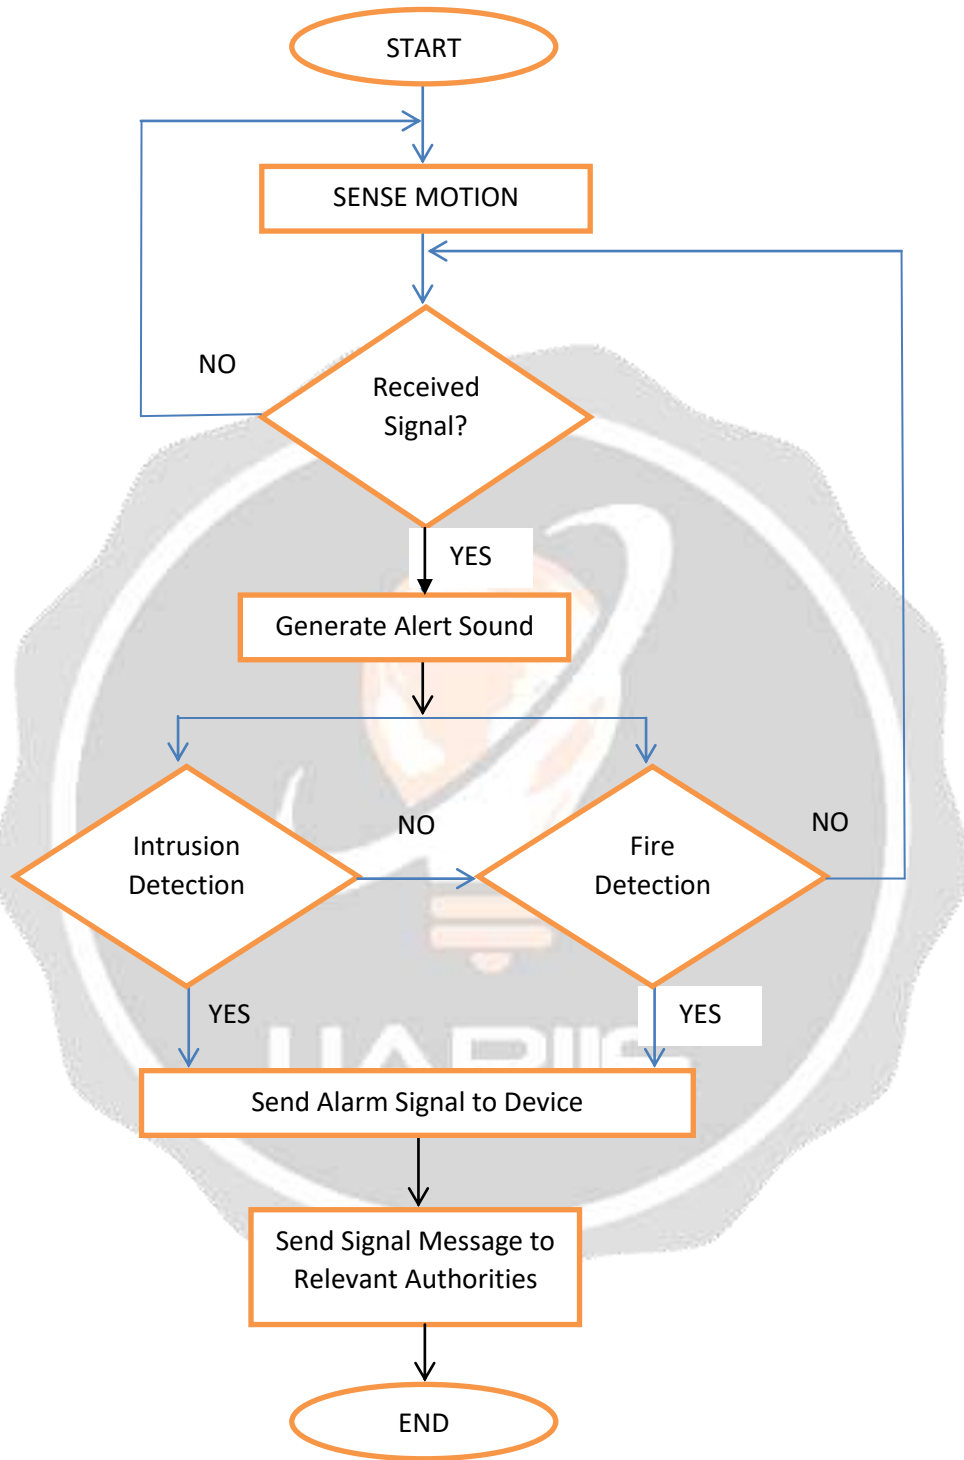 START
SENSE MOTION
NO
Received
Signal?
YES
Generate Alert Sound
Intrusion
Detection
NO
Fire
Detection
NO
YES
YES
Send Alarm Signal to Device
Send Signal Message to
Relevant Authorities
END